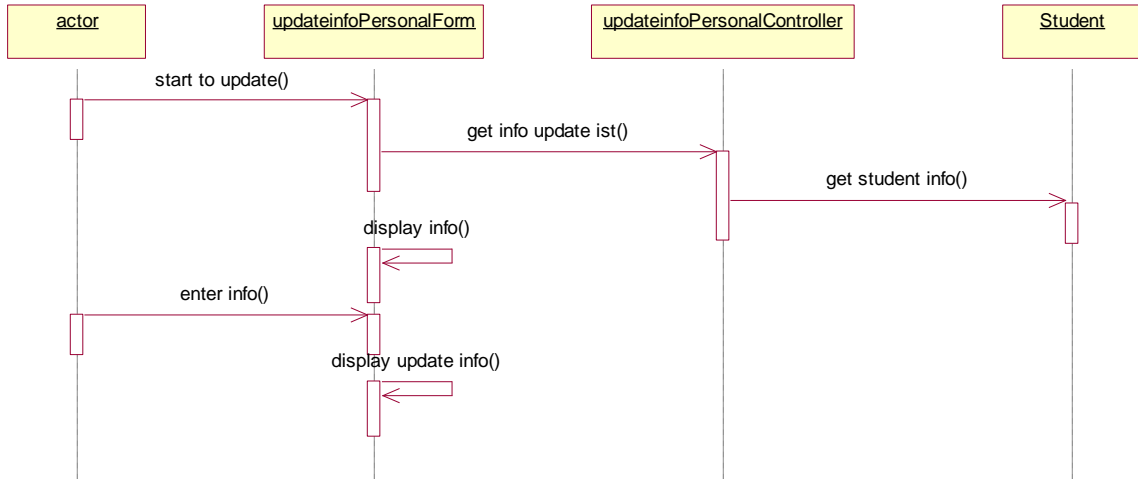 actor
updateinfoPersonalForm
updateinfoPersonalController
Student
start to update()
get info update ist()
get student info()
display info()
enter info()
display update info()